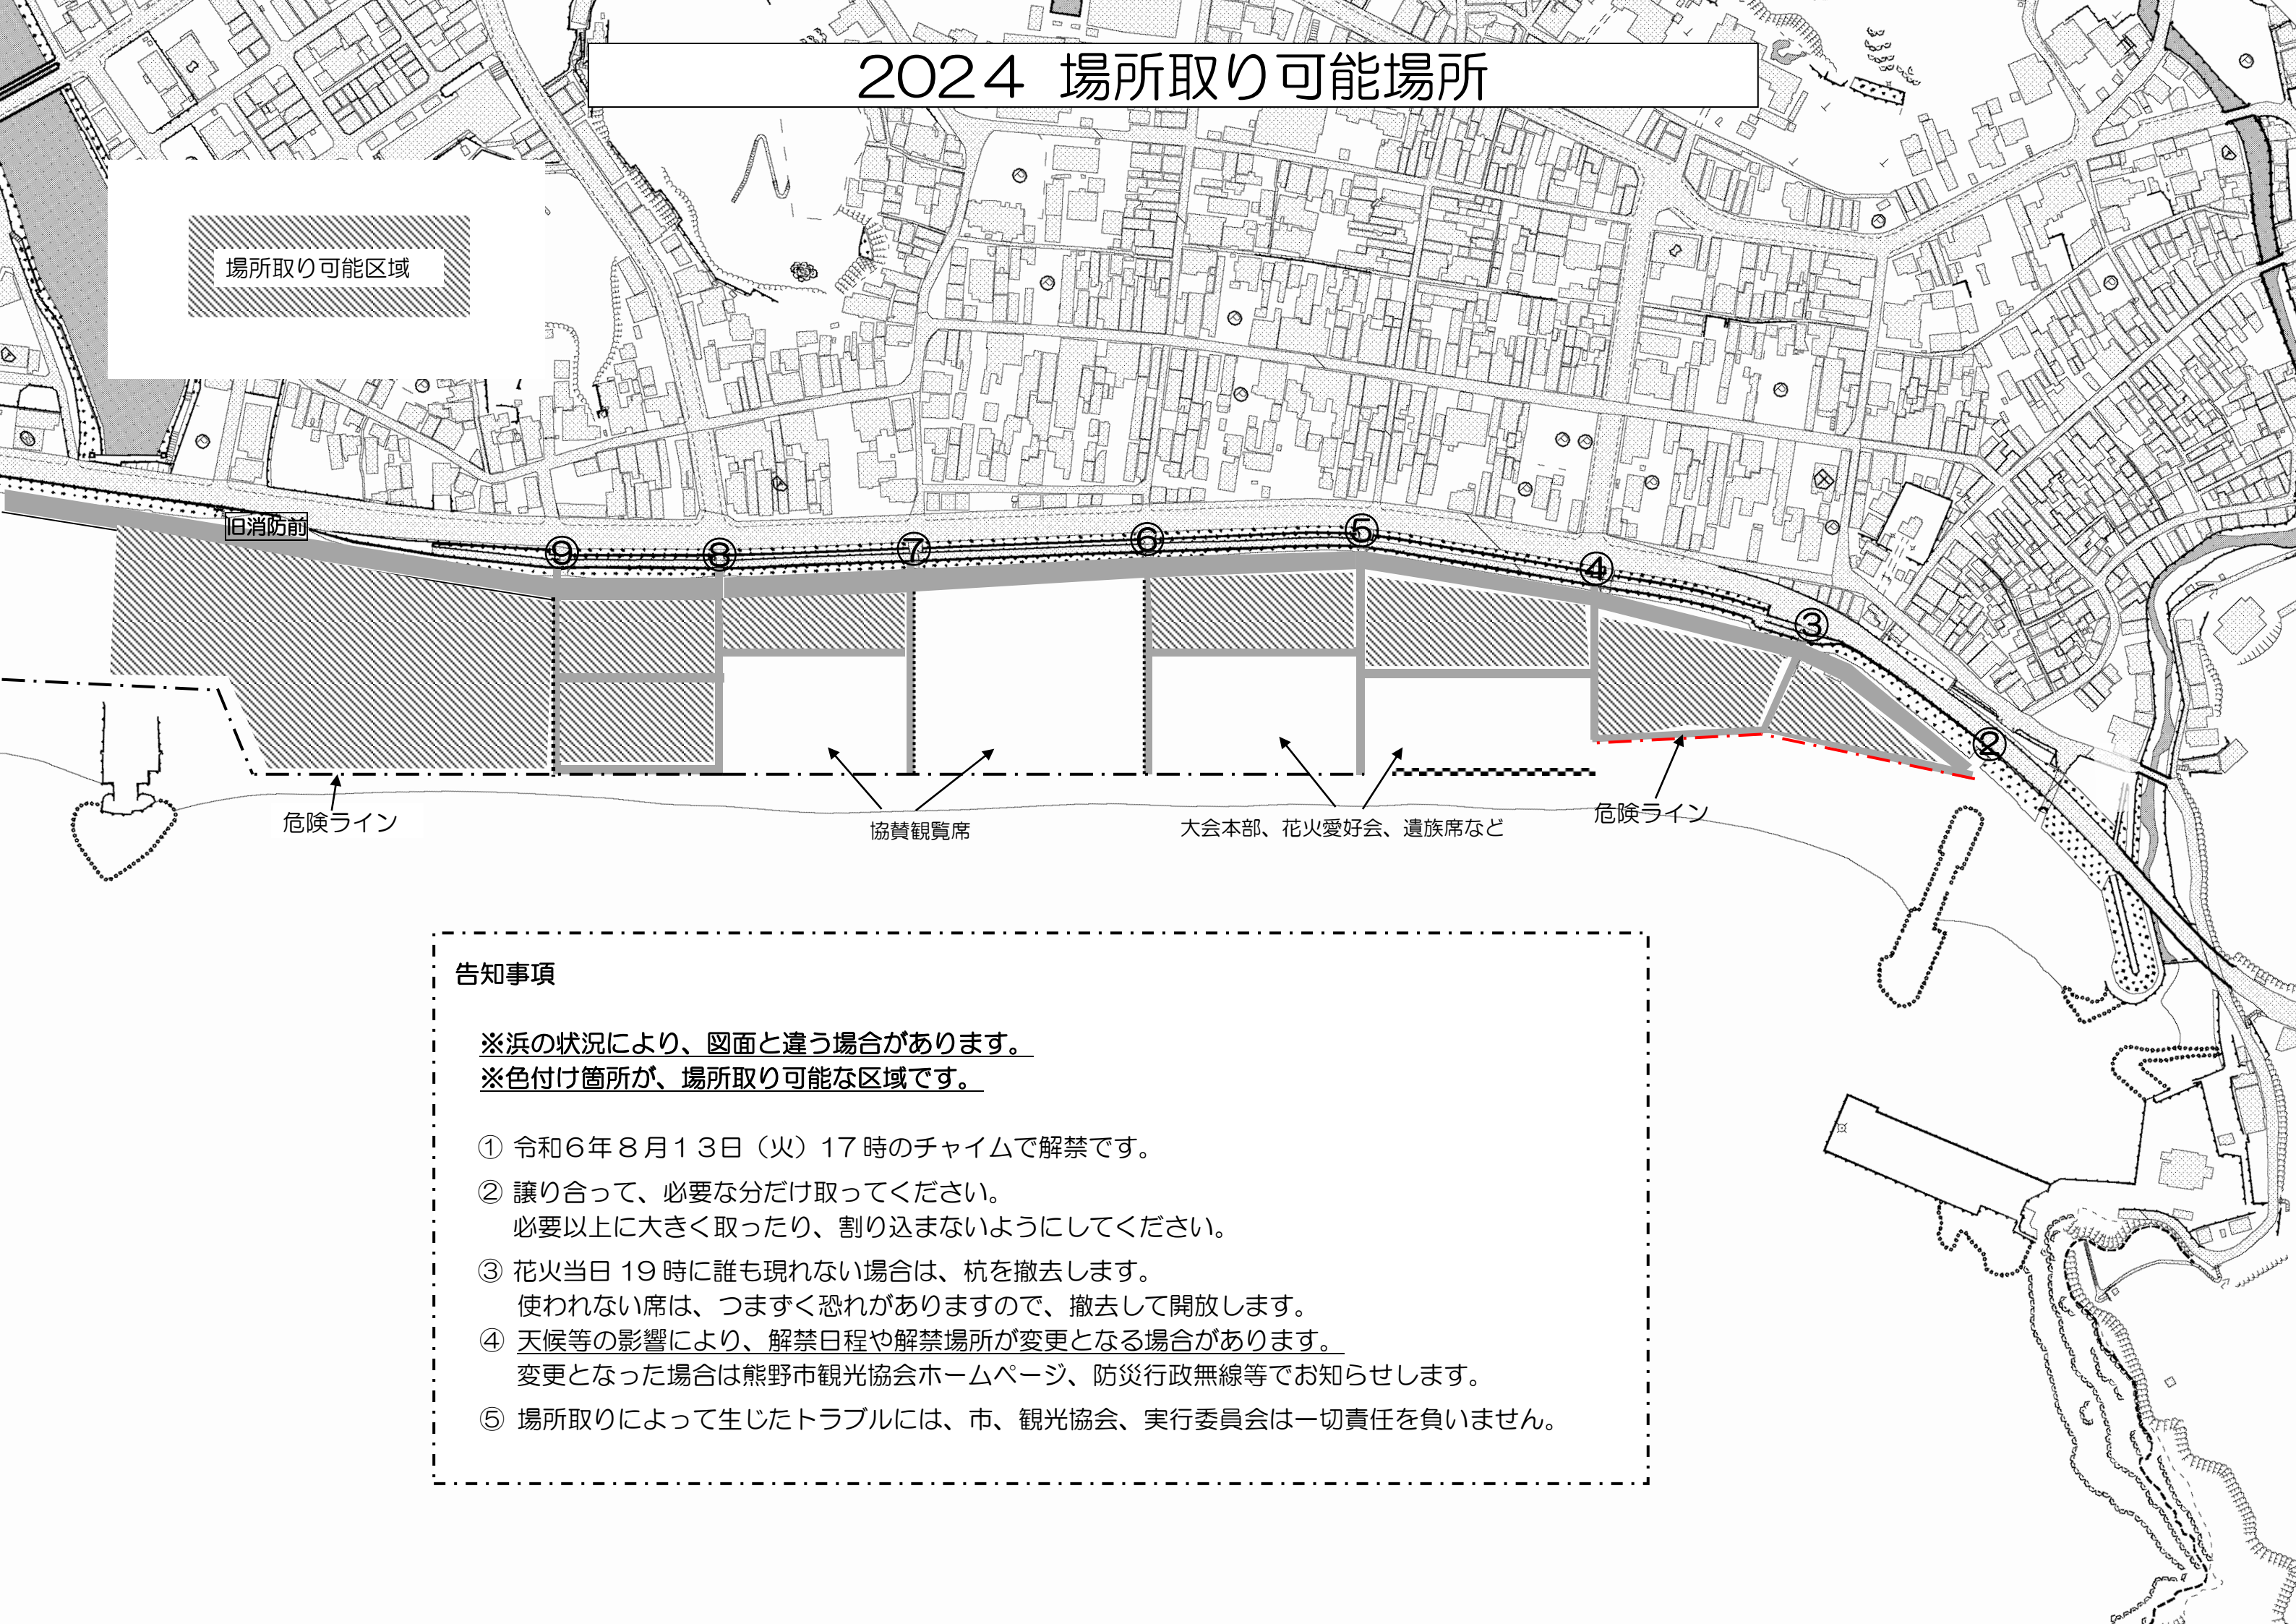 2024 場所取り可能場所
場所取り可能区域
旧消防前
⑨
⑧
⑦
⑥
⑤
④
③
②
危険ライン
協賛観覧席
大会本部、花火愛好会、遺族席など
危険ライン
告知事項
※浜の状況により、図面と違う場合があります。
※色付け箇所が、場所取り可能な区域です。
① 令和６年８月１３日（火）17 時のチャイムで解禁です。
② 譲り合って、必要な分だけ取ってください。
必要以上に大きく取ったり、割り込まないようにしてください。
③ 花火当日 19 時に誰も現れない場合は、杭を撤去します。
使われない席は、つまずく恐れがありますので、撤去して開放します。
④ 天候等の影響により、解禁日程や解禁場所が変更となる場合があります。
変更となった場合は熊野市観光協会ホームページ、防災行政無線等でお知らせします。
⑤ 場所取りによって生じたトラブルには、市、観光協会、実行委員会は一切責任を負いません。